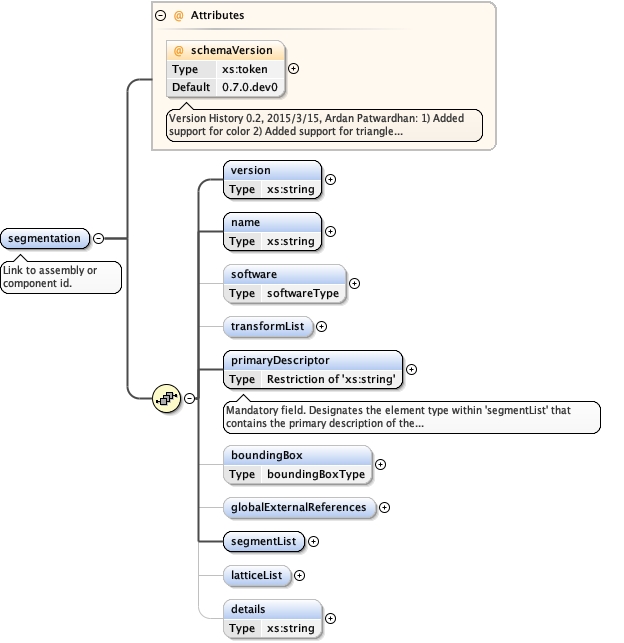 @ Attributes
@ schemaVersion
Type xs:token
Default 0.7.0.dev0
Version History 0.2, 2015/3/15, Ardan Patwardhan: 1) Added
support for color 2) Added support for triangle...
segmentation
Link to assembly or
component id.
version
Type xs:string
name
Type xs:string
software
Type softwareType
transformList
primaryDescriptor
Type Restriction of 'xs:string'
Mandatory field. Designates the element type within 'segmentList' that
contains the primary description of the...
boundingBox
Type boundingBoxType
globalExternalReferences
segmentList
latticeList
details
Type xs:string